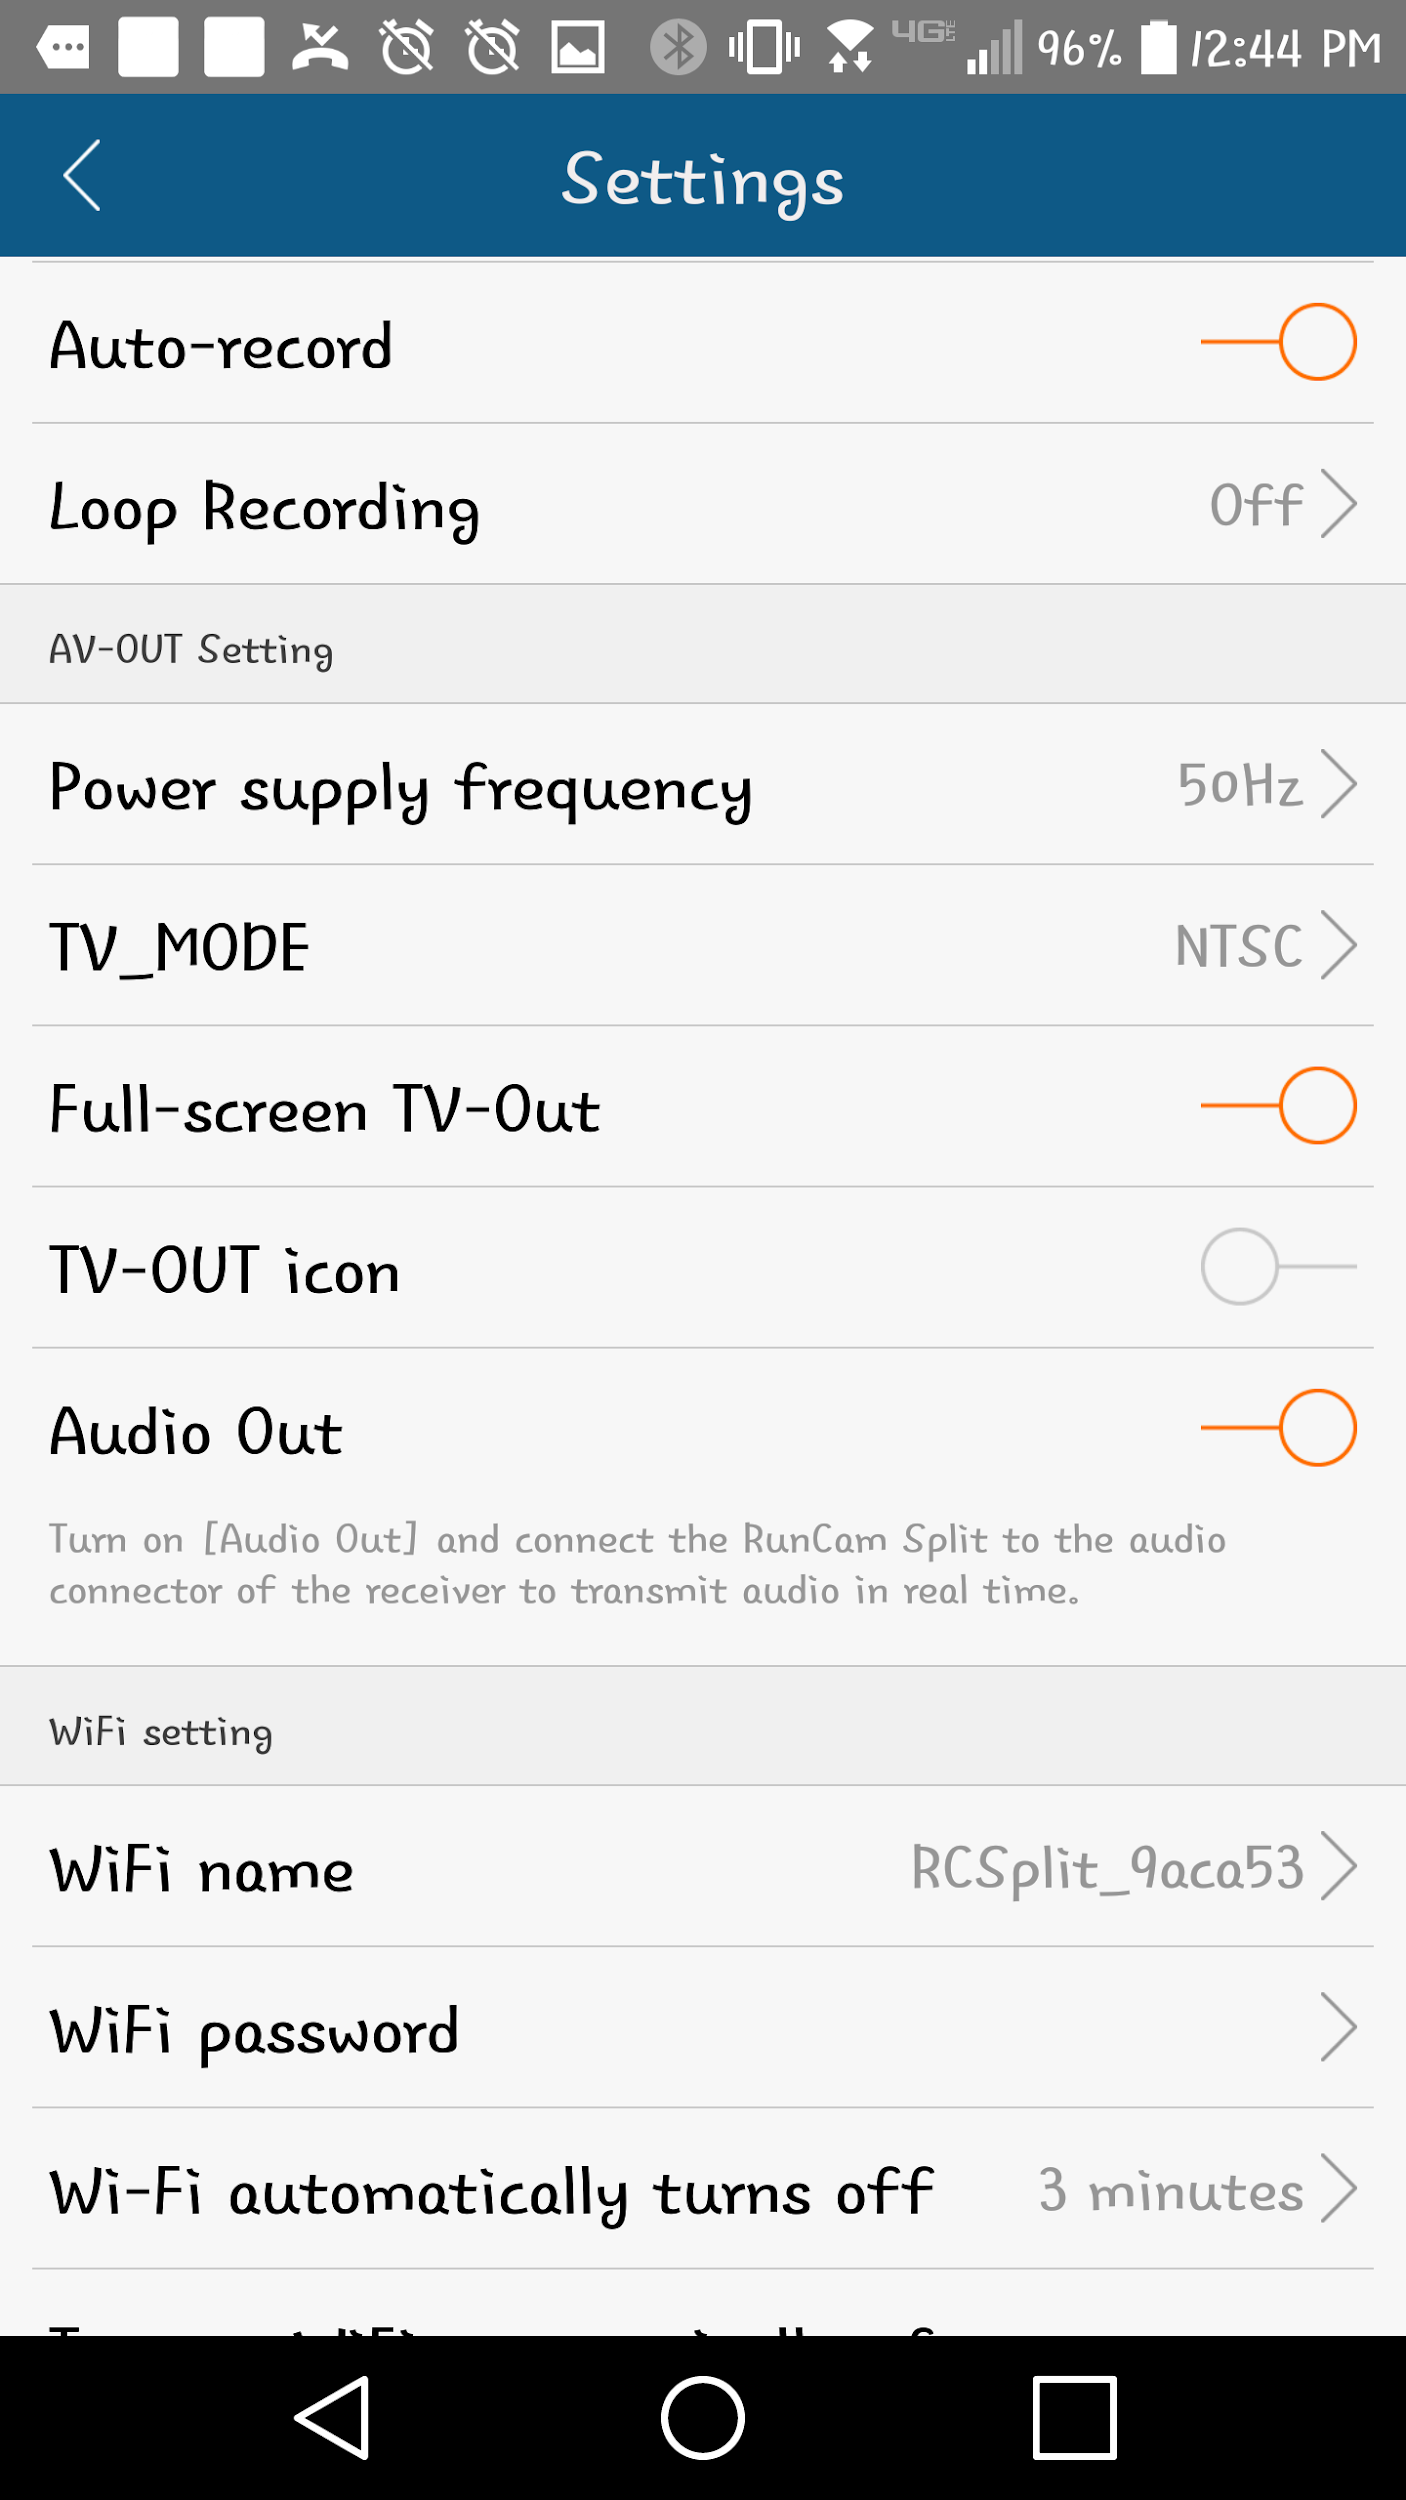 4G LTE 96% 12:44 PM
Settings
Auto-record
Loop Recording Off
AV-OUT Setting
Power supply frequency 50Hz
TV_MODE NTSC
Full-screen TV-Out
TV-OUT icon
Audio Out
Turn on [Audio Out] and connect the RunCam Split to the audio
connector of the receiver to transmit audio in real time.
WiFi setting
WiFi name RCSplit_9aca53
WiFi password
Wi-Fi automatically turns off 3 minutes